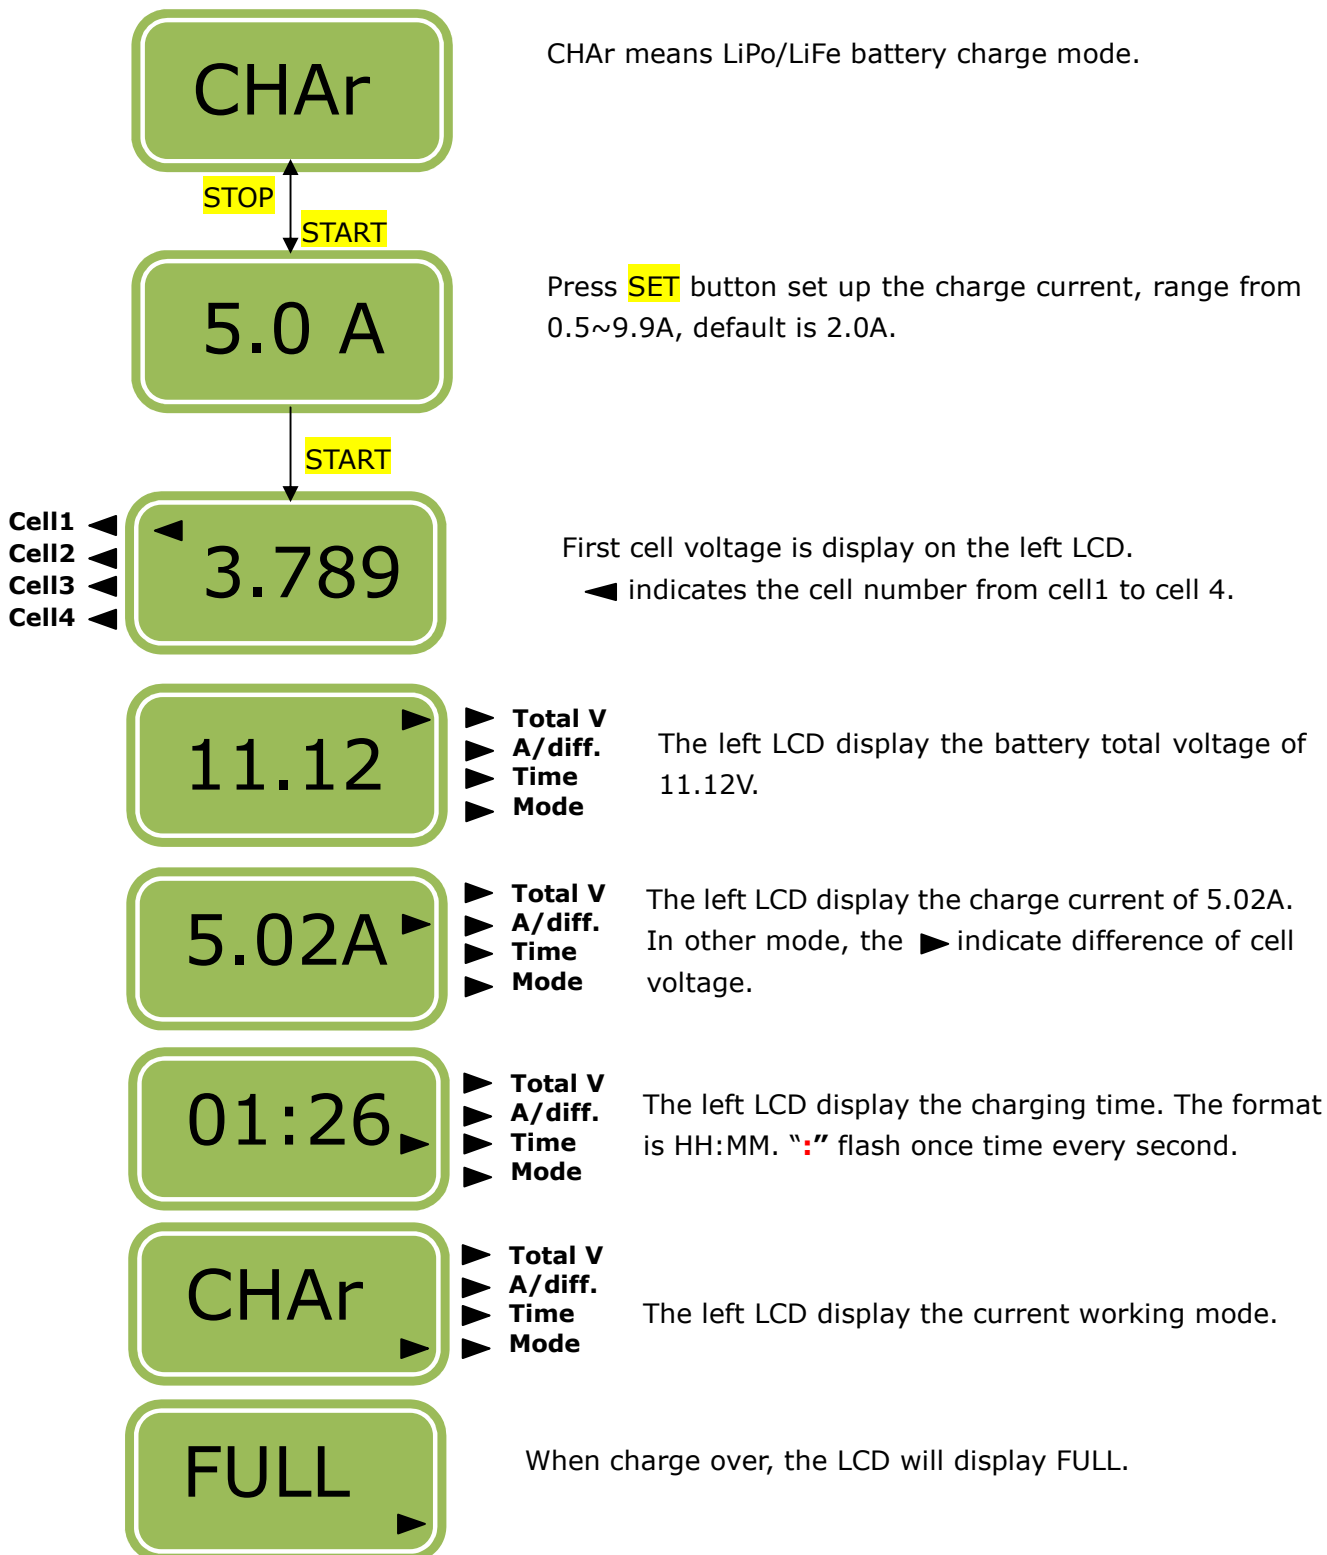 CHAr
CHAr means LiPo/LiFe battery charge mode.
STOP
START
5.0 A
Press SET button set up the charge current, range from
0.5~9.9A, default is 2.0A.
START
Cell1
Cell2
Cell3
Cell4
3.789
First cell voltage is display on the left LCD.
indicates the cell number from cell1 to cell 4.
11.12
Total V
A/diff.
Time
Mode
The left LCD display the battery total voltage of
11.12V.
5.02A
Total V
A/diff.
Time
Mode
The left LCD display the charge current of 5.02A.
In other mode, the ► indicate difference of cell
voltage.
01:26
Total V
A/diff.
Time
Mode
The left LCD display the charging time. The format
is HH:MM. “:” flash once time every second.
CHAr
Total V
A/diff.
Time
Mode
The left LCD display the current working mode.
FULL
When charge over, the LCD will display FULL.